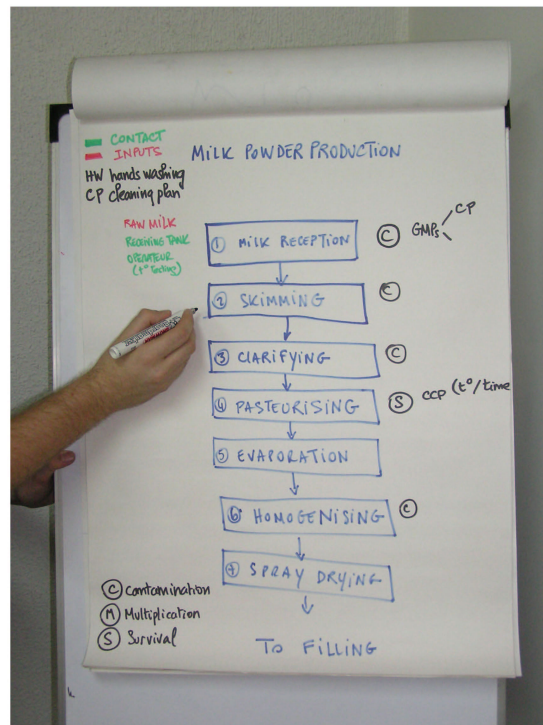 CONTACT
INPUTS
MILK POWDER PRODUCTION
HW hands washing
CP cleaning plan
RAW MILK
RECEIVING TANK
OPERATEUR
① MILK RECEPTION
C
GMPs
CP
② SKIMMING
C
③ CLARIFYING
C
④ PASTEURISING
S
CCP (t°/time
⑤ EVAPORATION
⑥ HOMOGENISING
C
⑦ SPRAY DRYING
C Contamination
M Multiplication
S Survival
TO FILLING